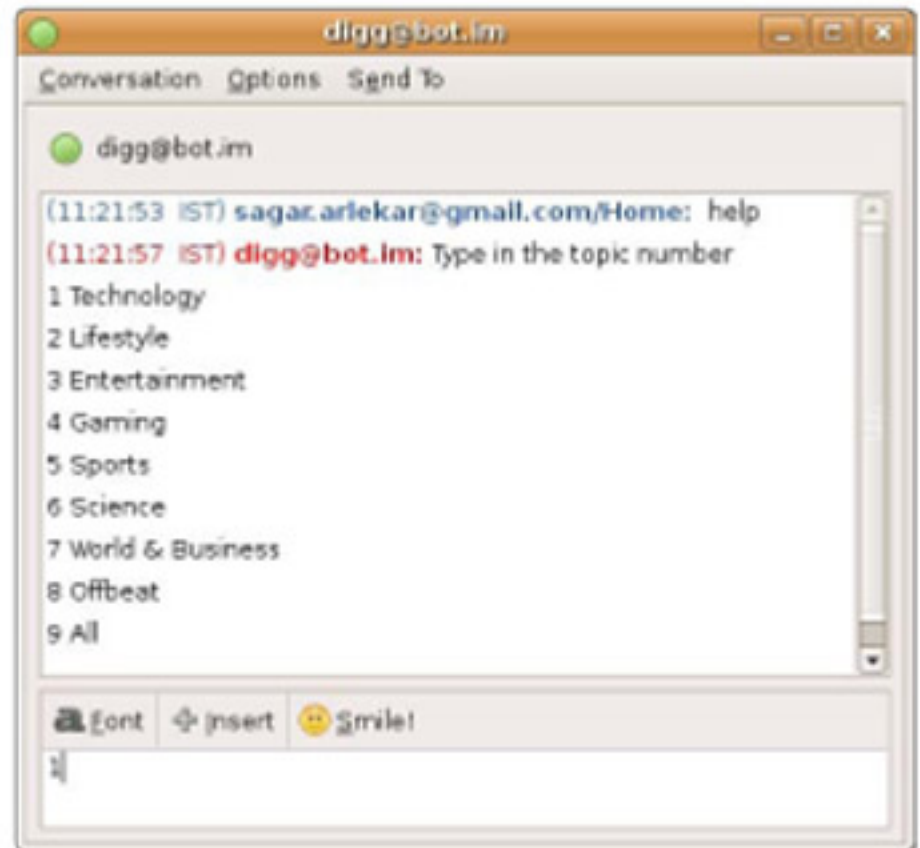 digg@bot.im
Conversation Options Send To
digg@bot.im
(11:21:53 IST) sagar.arlekar@gmail.com/Home: help
(11:21:57 IST) digg@bot.im: Type in the topic number
1 Technology
2 Lifestyle
3 Entertainment
4 Gaming
5 Sports
6 Science
7 World & Business
8 Offbeat
9 All
a Font Insert Smile!
1